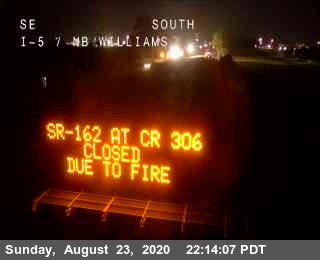 SE SOUTH
I-5 7 NB WILLIAMS
SR-162 AT CR 306
CLOSED
DUE TO FIRE
Sunday, August 23, 2020 22:14:07 PDT